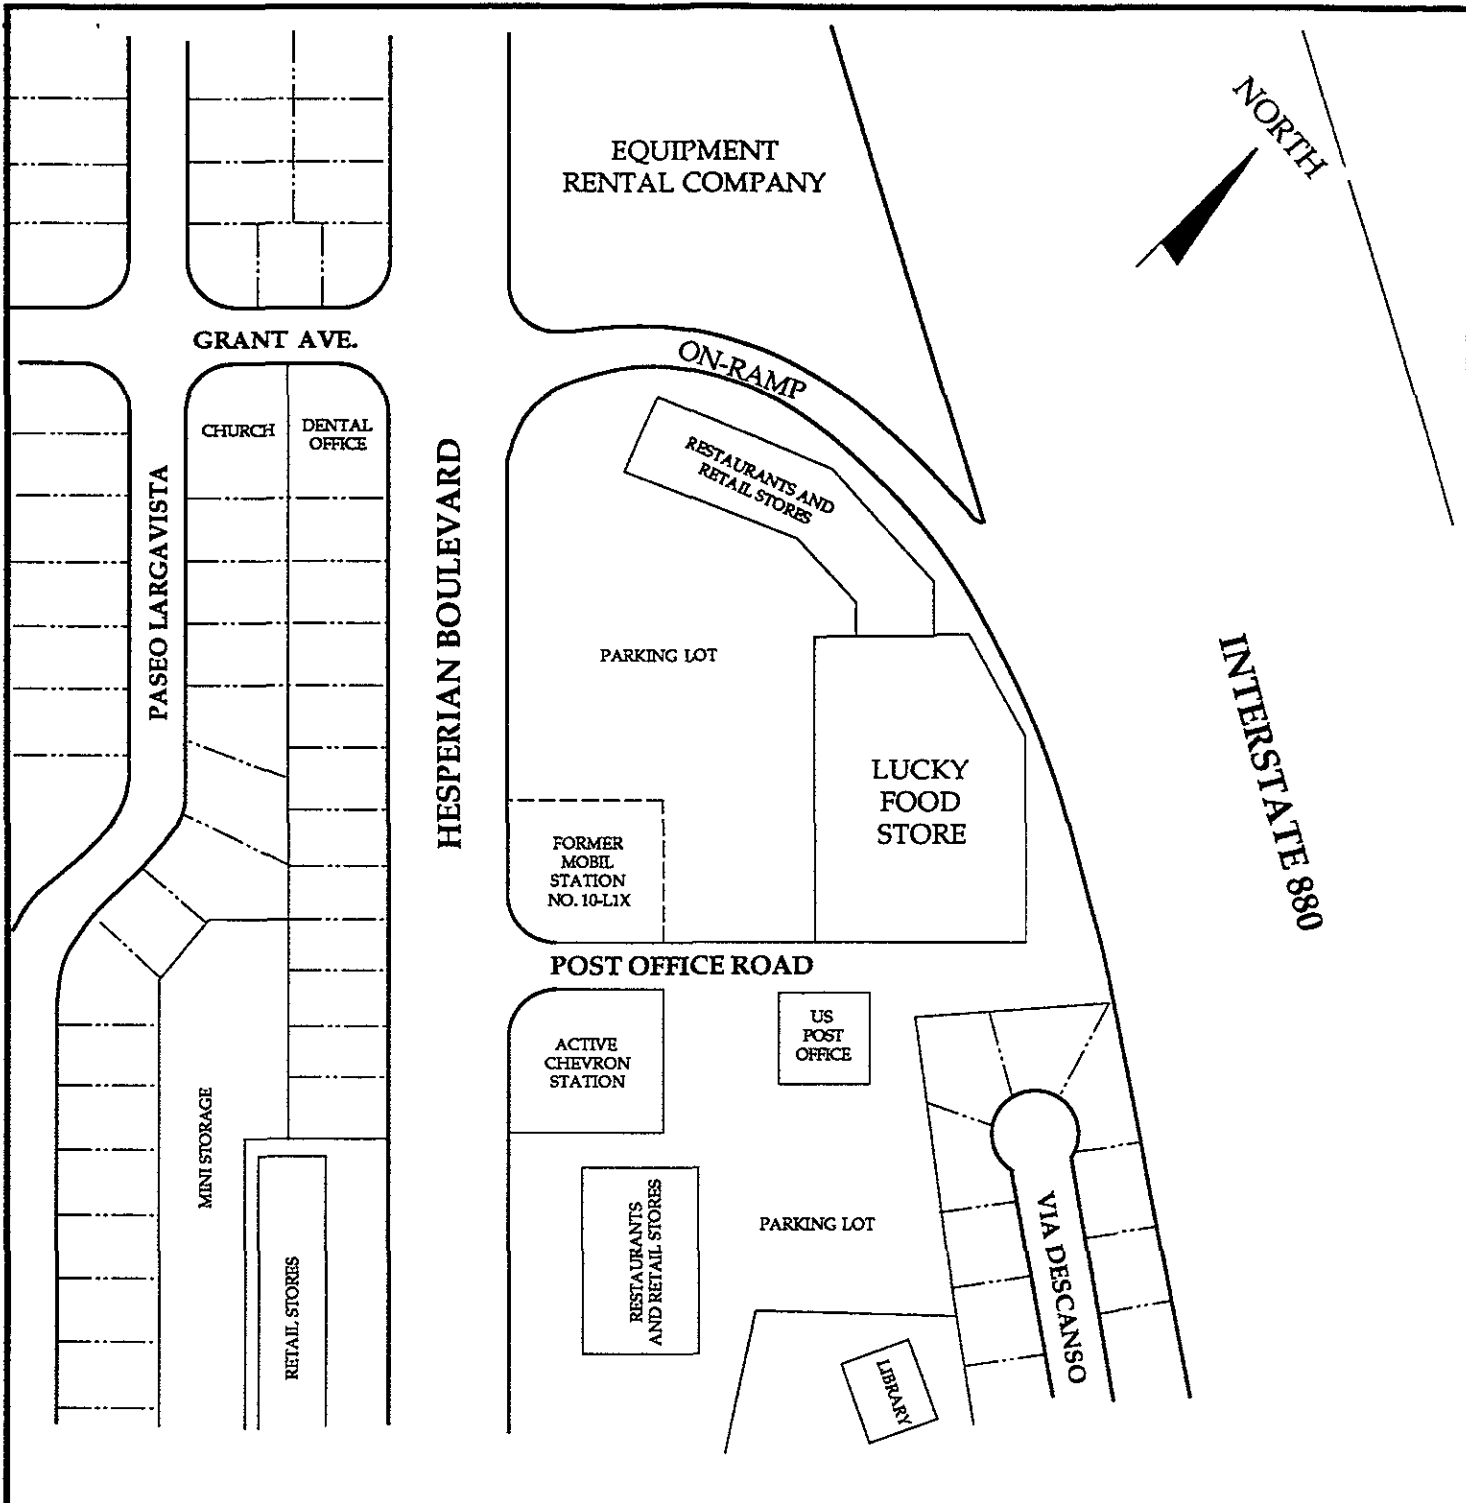 NORTH
EQUIPMENT
RENTAL COMPANY
GRANT AVE.
ON-RAMP
CHURCH
DENTAL
OFFICE
RESTAURANTS AND
RETAIL STORES
PASEO LARGAVISTA
HESPERIAN BOULEVARD
PARKING LOT
INTERSTATE 880
LUCKY
FOOD
STORE
FORMER
MOBIL
STATION
NO. 10-L1X
POST OFFICE ROAD
US
POST
OFFICE
ACTIVE
CHEVRON
STATION
MINI STORAGE
RESTAURANTS
AND RETAIL STORES
PARKING LOT
VIA DESCANSO
RETAIL STORES
LIBRARY